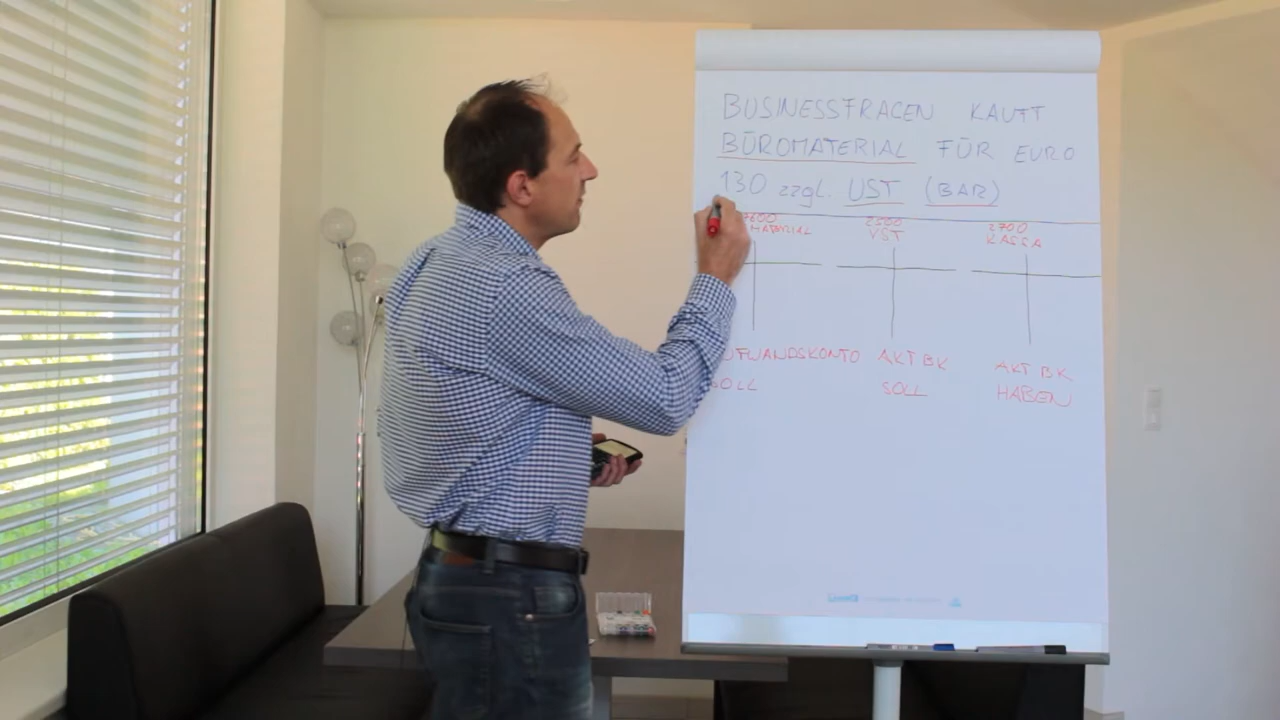 BUSINESSFRAGEN KAUFT
BÜROMATERIAL FÜR EURO
130 zzgl. UST (BAR)
7600 2500 2700
MATERIAL VST KASSA
UFWANDSKONTO AKT BK AKT BK
SOLL SOLL HABEN